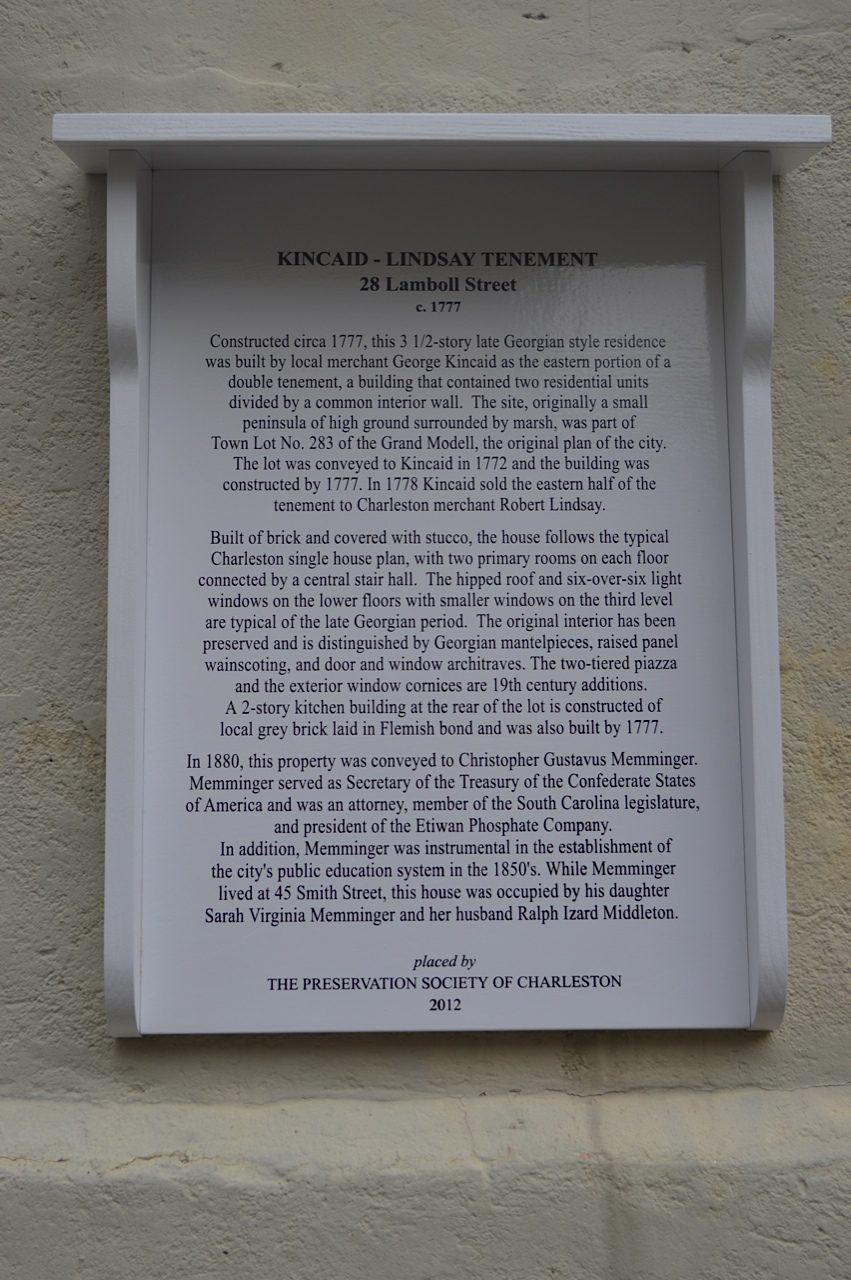 KINCAID - LINDSAY TENEMENT
28 Lamboll Street
c. 1777
Constructed circa 1777, this 3 1/2-story late Georgian style residence
was built by local merchant George Kincaid as the eastern portion of a
double tenement, a building that contained two residential units
divided by a common interior wall.  The site, originally a small
peninsula of high ground surrounded by marsh, was part of
Town Lot No. 283 of the Grand Modell, the original plan of the city.
The lot was conveyed to Kincaid in 1772 and the building was
constructed by 1777. In 1778 Kincaid sold the eastern half of the
tenement to Charleston merchant Robert Lindsay.
Built of brick and covered with stucco, the house follows the typical
Charleston single house plan, with two primary rooms on each floor
connected by a central stair hall.  The hipped roof and six-over-six light
windows on the lower floors with smaller windows on the third level
are typical of the late Georgian period.  The original interior has been
preserved and is distinguished by Georgian mantelpieces, raised panel
wainscoting, and door and window architraves. The two-tiered piazza
and the exterior window cornices are 19th century additions.
A 2-story kitchen building at the rear of the lot is constructed of
local grey brick laid in Flemish bond and was also built by 1777.
In 1880, this property was conveyed to Christopher Gustavus Memminger.
Memminger served as Secretary of the Treasury of the Confederate States
of America and was an attorney, member of the South Carolina legislature,
and president of the Etiwan Phosphate Company.
In addition, Memminger was instrumental in the establishment of
the city's public education system in the 1850's. While Memminger
lived at 45 Smith Street, this house was occupied by his daughter
Sarah Virginia Memminger and her husband Ralph Izard Middleton.
placed by
THE PRESERVATION SOCIETY OF CHARLESTON
2012